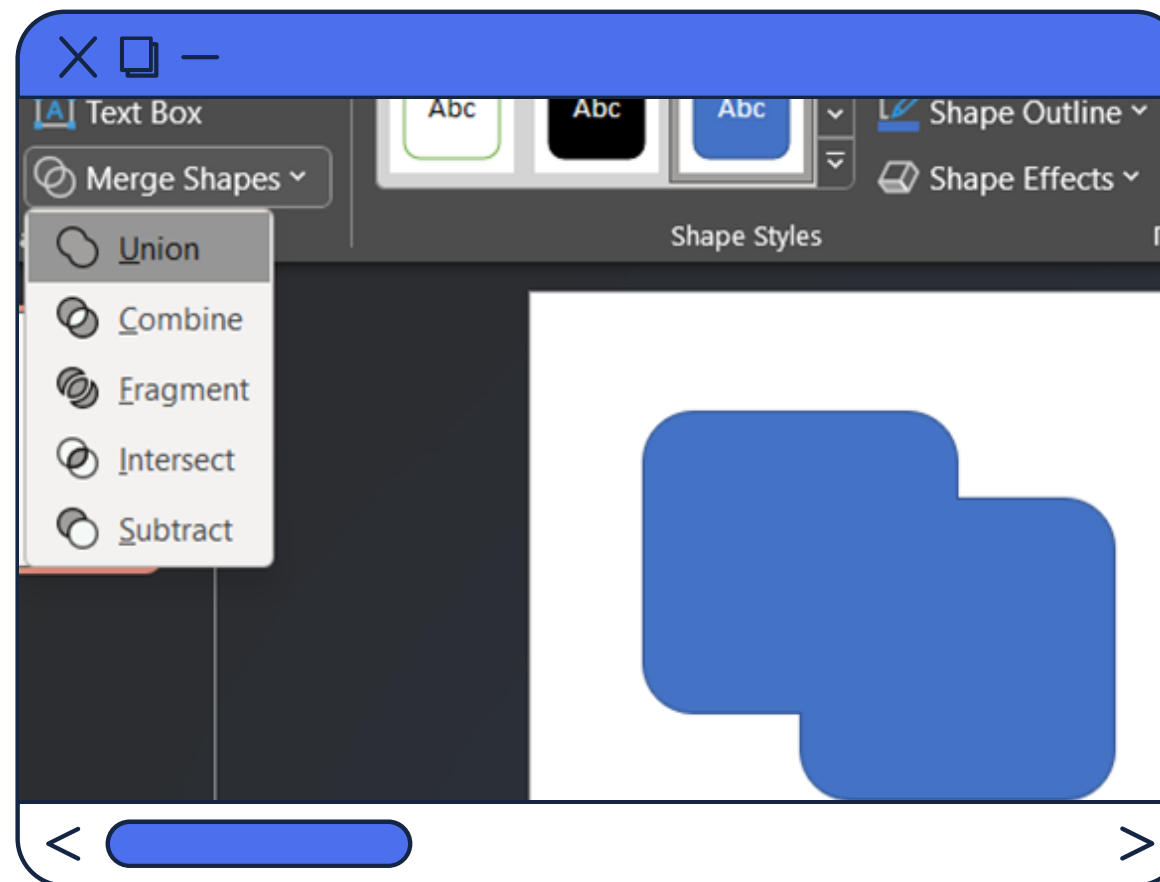 Text Box
Abc
Abc
Abc
Shape Outline
Merge Shapes
Shape Effects
Shape Styles
Union
Combine
Fragment
Intersect
Subtract